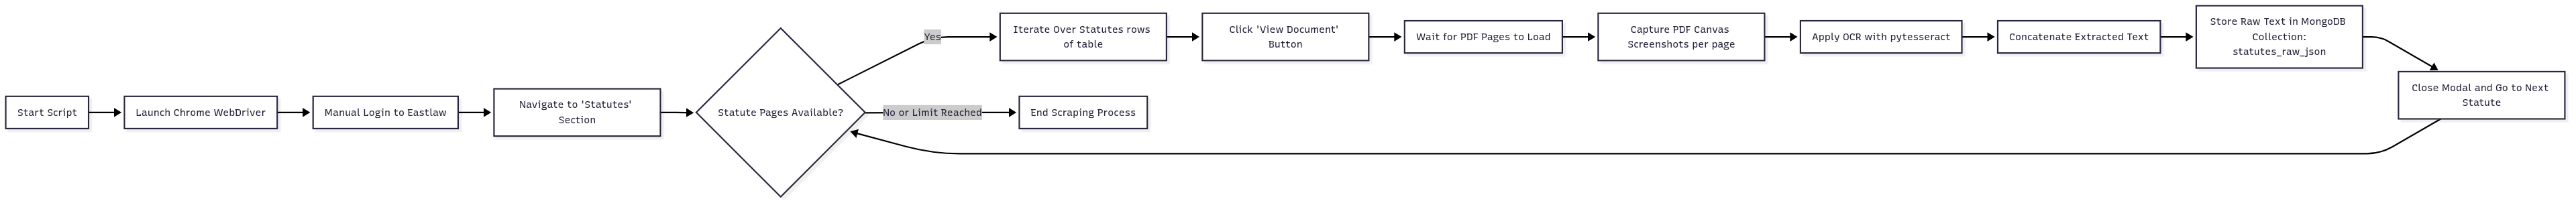 Start Script
Launch Chrome WebDriver
Manual Login to Eastlaw
Navigate to 'Statutes'
Section
Statute Pages Available?
Yes
Iterate Over Statutes rows
of table
Click 'View Document'
Button
Wait for PDF Pages to Load
Capture PDF Canvas
Screenshots per page
Apply OCR with pytesseract
Concatenate Extracted Text
Store Raw Text in MongoDB
Collection:
statutes_raw_json
Close Modal and Go to Next
Statute
No or Limit Reached
End Scraping Process